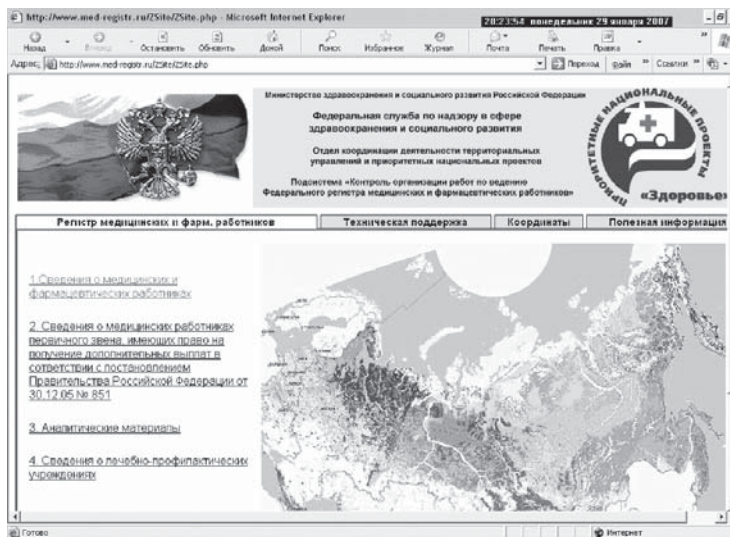 http://www.med-registr.ru/ZSite/ZSite.php - Microsoft Internet Explorer
20:23:54 понедельник 29 января 2007
Назад Вперед Остановить Обновить Домой Поиск Избранное Журнал Почта Печать Правка
Адрес: http://www.med-registr.ru/ZSite/ZSite.php Переход Файл Ссылки
Министерство здравоохранения и социального развития Российской Федерации
Федеральная служба по надзору в сфере
здравоохранения и социального развития
Отдел координации деятельности территориальных
управлений и приоритетных национальных проектов
Подсистема «Контроль организации работ по ведению
Федерального регистра медицинских и фармацевтических работников»
ПРИОРИТЕТНЫЕ НАЦИОНАЛЬНЫЕ ПРОЕКТЫ
«Здоровье»
Регистр медицинских и фарм. работников Техническая поддержка Координаты Полезная информация
1.Сведения о медицинских и
фармацевтических работниках
2. Сведения о медицинских работниках
первичного звена, имеющих право на
получение дополнительных выплат в
сответствии с постановлением
Правительства Российской Федерации от
30.12.05 № 851
3. Аналитические материалы
4. Сведения о лечебно-профилактических
учреждениях
Готово Интернет